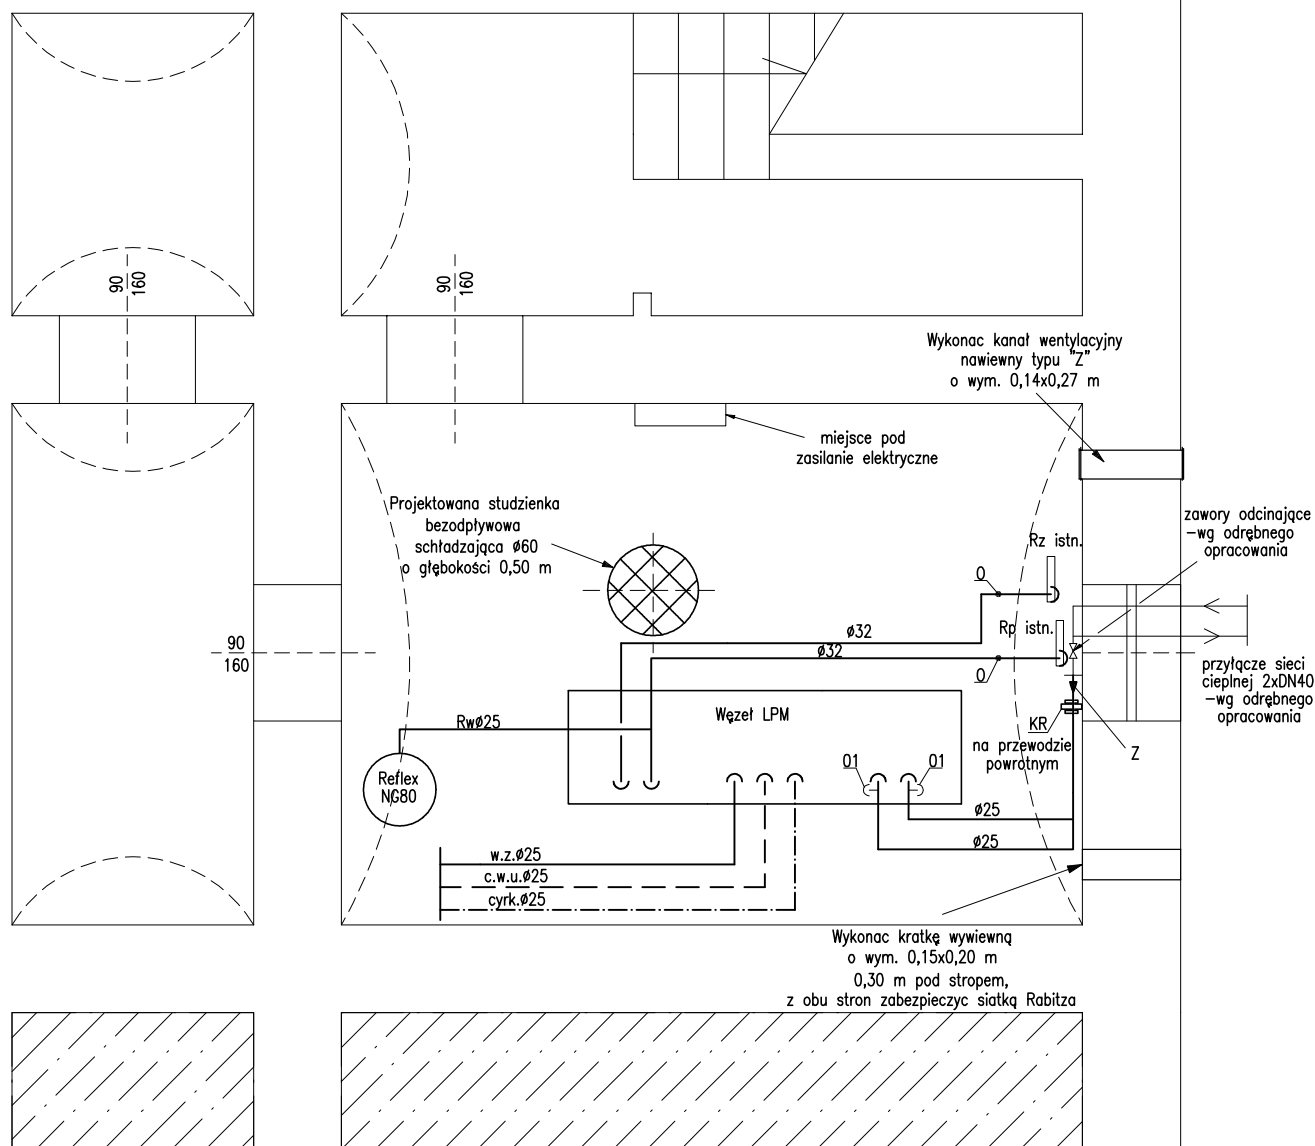 90
160
90
160
Wykonac kanał wentylacyjny
nawiewny typu "Z"
o wym. 0,14x0,27 m
miejsce pod
zasilanie elektryczne
Projektowana studzienka
bezodpływowa
schładzająca ø60
o głębokości 0,50 m
zawory odcinające
-wg odrębnego
opracowania
Rz istn.
O
Rp istn.
ø32
ø32
O
90
160
przyłącze sieci
cieplnej 2xDN40
-wg odrębnego
opracowania
Węzeł LPM
Rwø25
KR
na przewodzie
powrotnym
Z
Reflex
NG80
O1
O1
ø25
ø25
w.z.ø25
c.w.u.ø25
cyrk.ø25
Wykonac kratkę wywiewną
o wym. 0,15x0,20 m
0,30 m pod stropem,
z obu stron zabezpieczyc siatką Rabitza